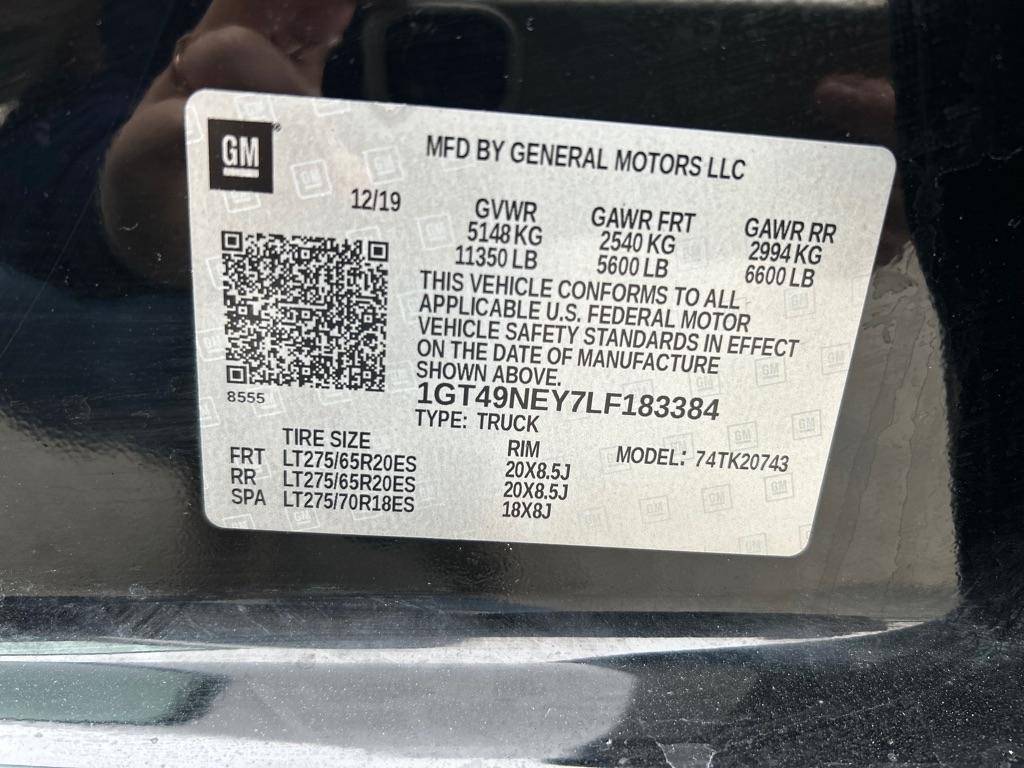 GM
MFD BY GENERAL MOTORS LLC
12/19
GVWR
5148 KG
11350 LB
GAWR FRT
2540 KG
5600 LB
GAWR RR
2994 KG
6600 LB
THIS VEHICLE CONFORMS TO ALL
APPLICABLE U.S. FEDERAL MOTOR
VEHICLE SAFETY STANDARDS IN EFFECT
ON THE DATE OF MANUFACTURE
SHOWN ABOVE.
8555
1GT49NEY7LF183384
TYPE: TRUCK
TIRE SIZE RIM MODEL: 74TK20743
FRT LT275/65R20ES 20X8.5J
RR LT275/65R20ES 20X8.5J
SPA LT275/70R18ES 18X8J